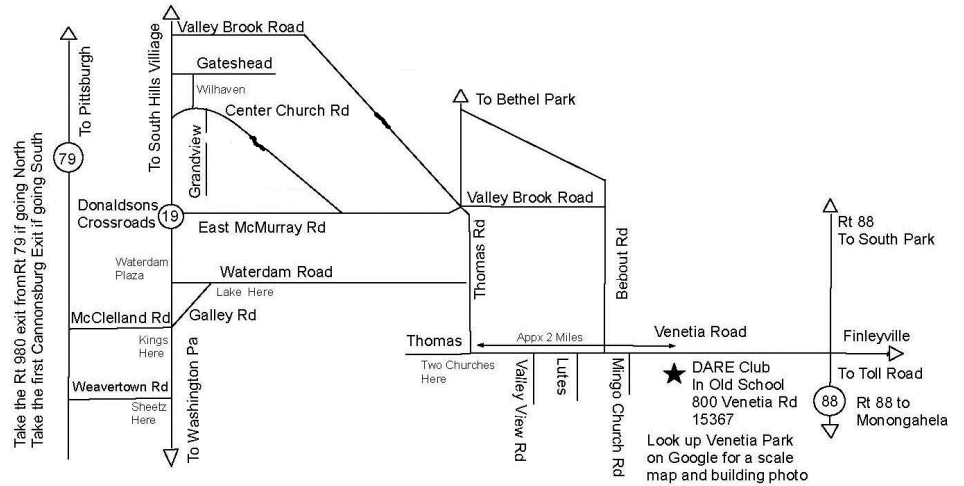 Valley Brook Road
Gateshead
Wilhaven
Center Church Rd
To Pittsburgh
To South Hills Villiage
79
Grandview
Take the Rt 980 exit fromRt 79 if going North
Take the first Cannonsburg Exit if going South
To Bethel Park
Valley Brook Road
Donaldsons
Crossroads
19
East McMurray Rd
Thomas Rd
Bebout Rd
Rt 88
To South Park
Waterdam
Plaza
Waterdam Road
Lake Here
McClelland Rd
Galley Rd
Kings
Here
Weavertown Rd
Sheetz
Here
To Washington Pa
Thomas
Appx 2 Miles
Venetia Road
Finleyville
Two Churches
Here
Valley View Rd
Lutes
Mingo Church Rd
To Toll Road
DARE Club
In Old School
800 Venetia Rd
15367
88
Rt 88 to
Monongahela
Look up Venetia Park
on Google for a scale
map and building photo